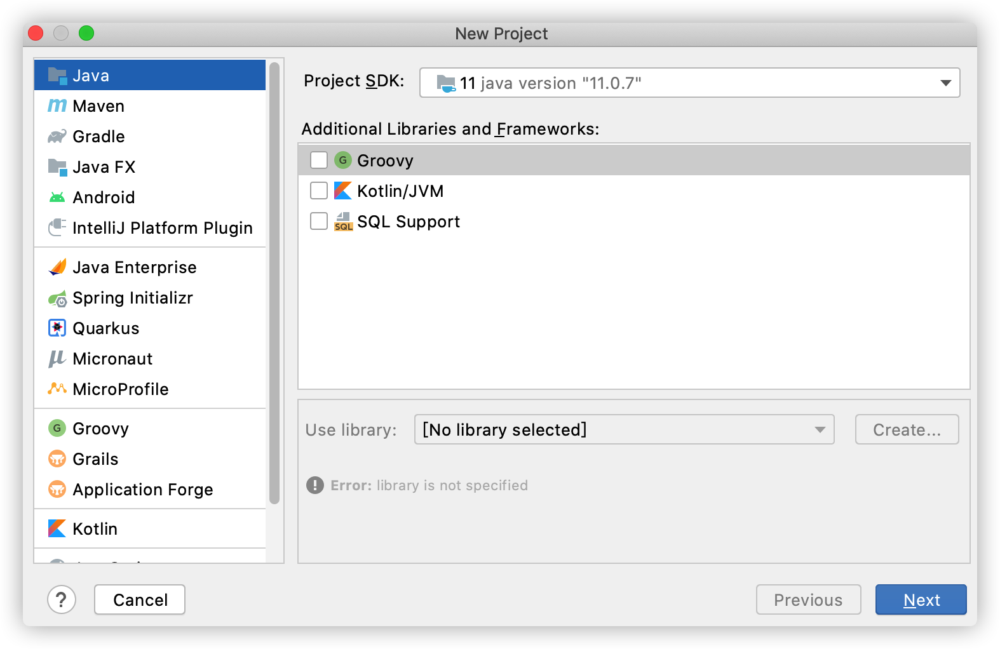 New Project
Java
Maven
Gradle
Java FX
Android
IntelliJ Platform Plugin
Java Enterprise
Spring Initializr
Quarkus
Micronaut
MicroProfile
G Groovy
Grails
Application Forge
Kotlin
Project SDK: 11 java version "11.0.7"
Additional Libraries and Frameworks:
G Groovy
Kotlin/JVM
SQL SQL Support
Use library: [No library selected] Create...
Error: library is not specified
? Cancel Previous Next